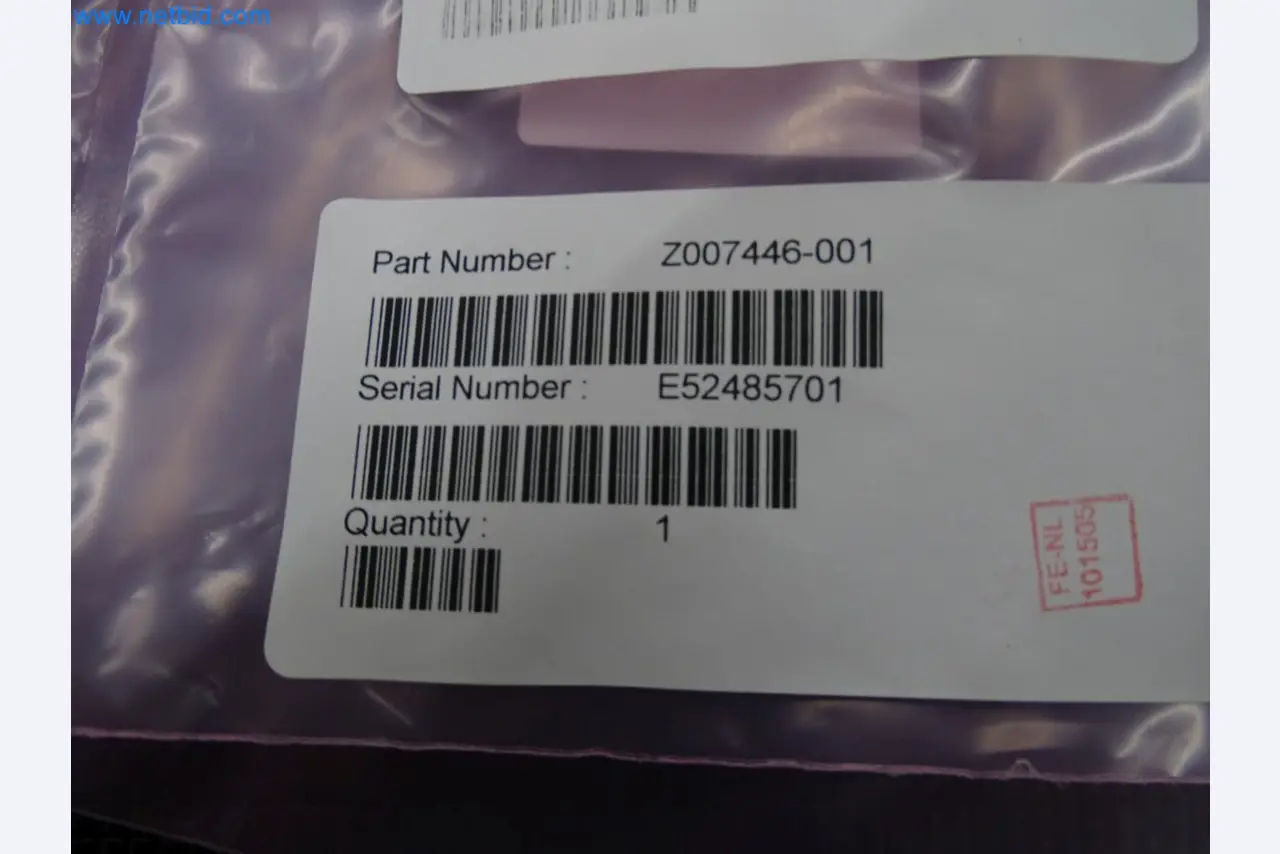 www.netbid.com
Part Number : Z007446-001
Serial Number : E52485701
Quantity : 1
FE-NL
101505